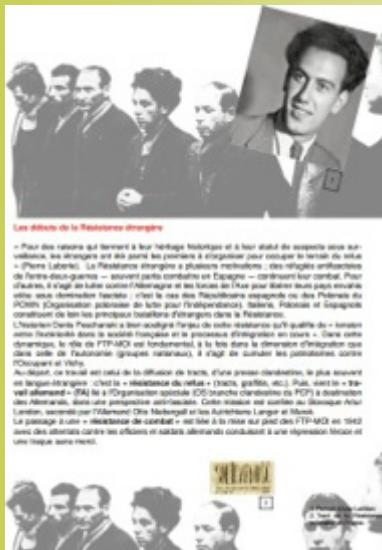 Les débuts de la Résistance étrangère
« Pour des raisons qui tiennent à leur héritage historique et à leur statut de suspects sous sur-
veillance, les étrangers ont été parmi les premiers à s'organiser pour occuper le terrain du refus
» (Pierre Laborie). La Résistance étrangère a plusieurs motivations : des réfugiés antifascistes
de l'entre-deux-guerres — souvent partis combattre en Espagne — continuent leur combat. Pour
d'autres, il s'agit de lutter contre l'Allemagne et les forces de l'Axe pour libérer leurs pays envahis
et/ou sous domination fasciste : c'est le cas des Républicains espagnols ou des Polonais du
POWN (Organisation polonaise de lutte pour l'indépendance). Italiens, Polonais et Espagnols
constituent de loin les principaux bataillons d'étrangers dans la Résistance.
L'historien Denis Peschanski a bien souligné l'enjeu de cette résistance qu'il qualifie de « tension
entre l'extériorité dans la société française et le processus d'intégration en cours ». Dans cette
dynamique, le rôle de FTP-MOI est fondamental, à la fois dans la dimension d'intégration que
dans celle de l'autonomie (groupes nationaux), il s'agit de cumuler les patriotismes contre
l'Occupant et Vichy.
Au départ, ce travail est celui de la diffusion de tracts, d'une presse clandestine, le plus souvent
en langue étrangère : c'est la « résistance du refus » (tracts, graffitis, etc.). Puis, vient le « tra-
vail allemand » (TA) lié à l'Organisation spéciale (OS branche clandestine du PCF) à destination
des Allemands, dans une perspective anti-fasciste. Cette mission est confiée au Slovaque Artur
London, secondé par l'Allemand Otto Niebergall et les Autrichiens Langer et Marek.
Le passage à une « résistance de combat » est liée à la mise sur pied des FTP-MOI en 1942
avec des attentats contre les officiers et soldats allemands conduisant à une répression féroce et
une traque sans merci.